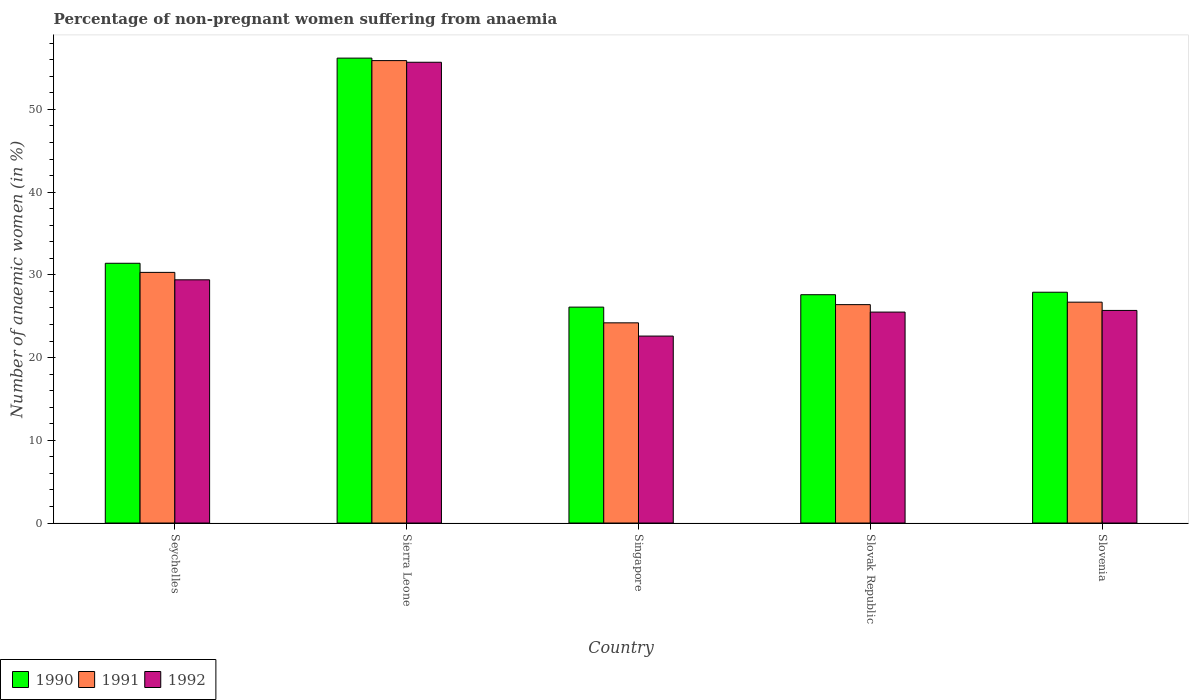 Percentage of non-pregnant women suffering from anaemia
Number of anaemic women (in %)
50
40
30
20
10
0
Seychelles
Sierra Leone
Singapore
Slovak Republic
Slovenia
Country
1990
1991
1992